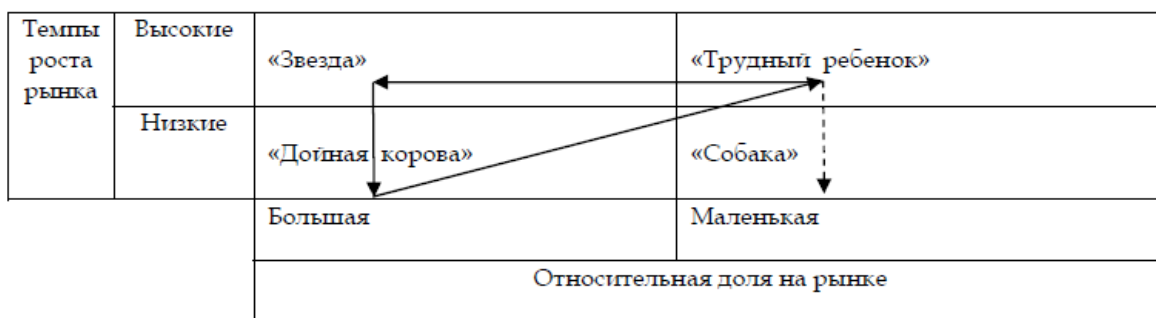 Темпы
роста
рынка
Высокие
«Звезда»
«Трудный ребенок»
Низкие
«Дойная корова»
«Собака»
Большая
Маленькая
Относительная доля на рынке